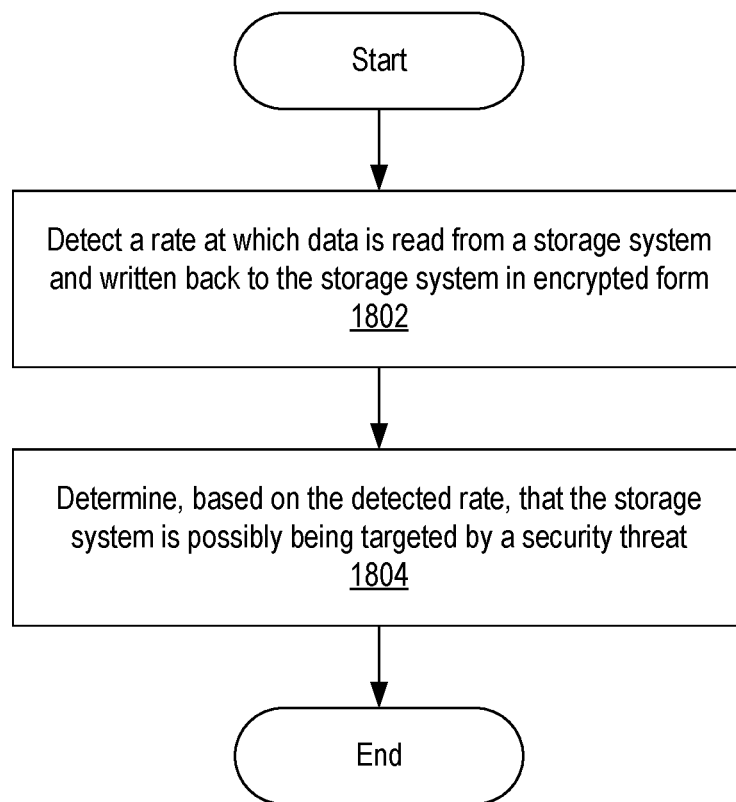 Start
Detect a rate at which data is read from a storage system
and written back to the storage system in encrypted form
1802
Determine, based on the detected rate, that the storage
system is possibly being targeted by a security threat
1804
End